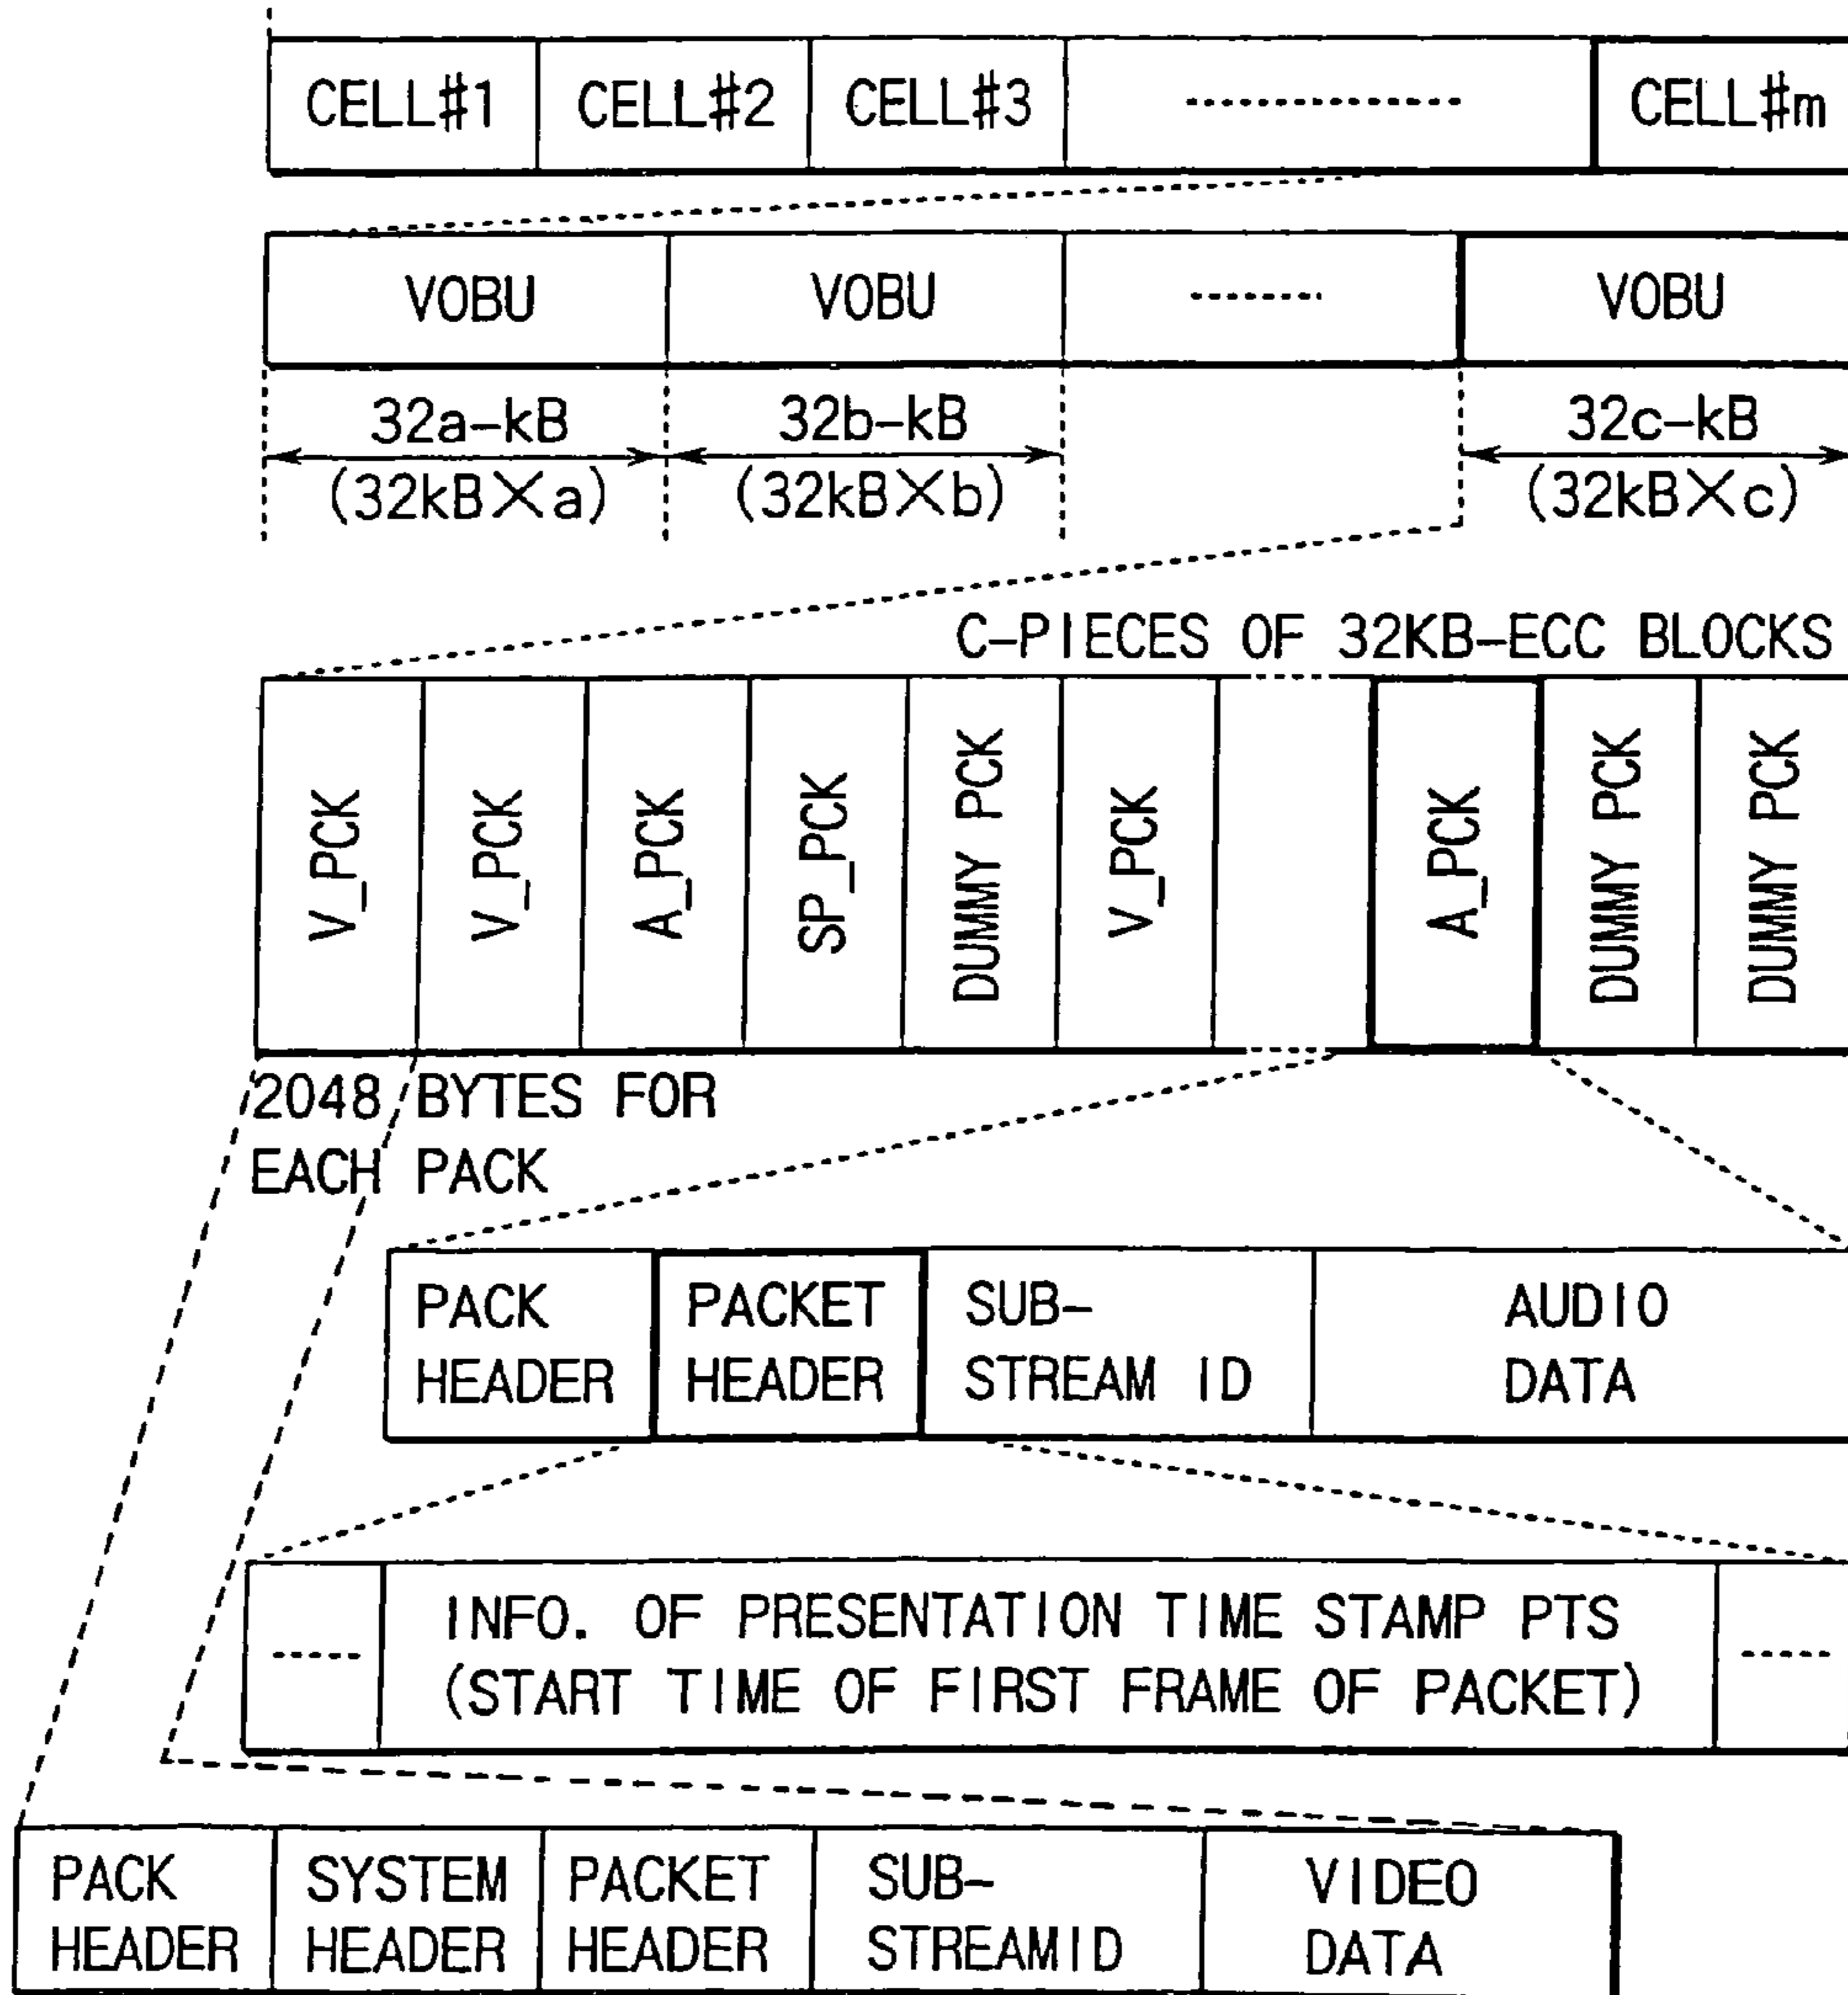 CELL#1 CELL#2 CELL#3 CELL#m
VOBU VOBU VOBU
32a-kB 32b-kB 32c-kB
(32kB×a) (32kB×b) (32kB×c)
C-PIECES OF 32KB-ECC BLOCKS
V_PCK
V_PCK
A_PCK
SP_PCK
DUMMY PCK
V_PCK
A_PCK
DUMMY PCK
DUMMY PCK
2048 BYTES FOR
EACH PACK
PACK
HEADER
PACKET
HEADER
SUB-
STREAM ID
AUDIO
DATA
INFO. OF PRESENTATION TIME STAMP PTS
(START TIME OF FIRST FRAME OF PACKET)
PACK
HEADER
SYSTEM
HEADER
PACKET
HEADER
SUB-
STREAMID
VIDEO
DATA